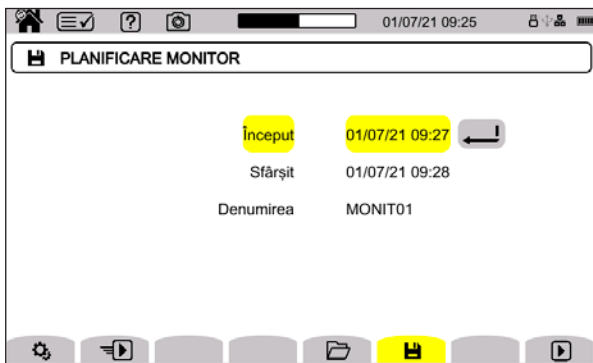 01/07/21 09:25
PLANIFICARE MONITOR
Început 01/07/21 09:27
Sfârșit 01/07/21 09:28
Denumirea MONIT01